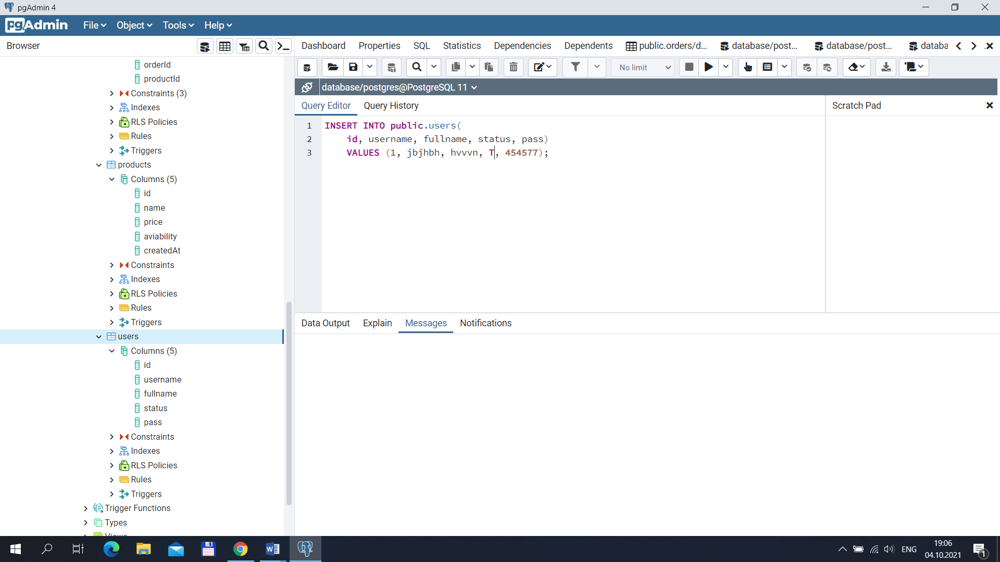 pgAdmin 4
pgAdmin File Object Tools Help
Browser
Dashboard Properties SQL Statistics Dependencies Dependents public.orders/d... database/post... database/post... databa
No limit
database/postgres@PostgreSQL 11
Query Editor Query History
Scratch Pad
1 INSERT INTO public.users(
2 id, username, fullname, status, pass)
3 VALUES (1, jbjhbh, hvvvn, T, 454577);
Data Output Explain Messages Notifications
orderId
productId
Constraints (3)
Indexes
RLS Policies
Rules
Triggers
products
Columns (5)
id
name
price
aviability
createdAt
Constraints
Indexes
RLS Policies
Rules
Triggers
users
Columns (5)
id
username
fullname
status
pass
Constraints
Indexes
RLS Policies
Rules
Triggers
Trigger Functions
Types
Views
ENG
19:06
04.10.2021
1